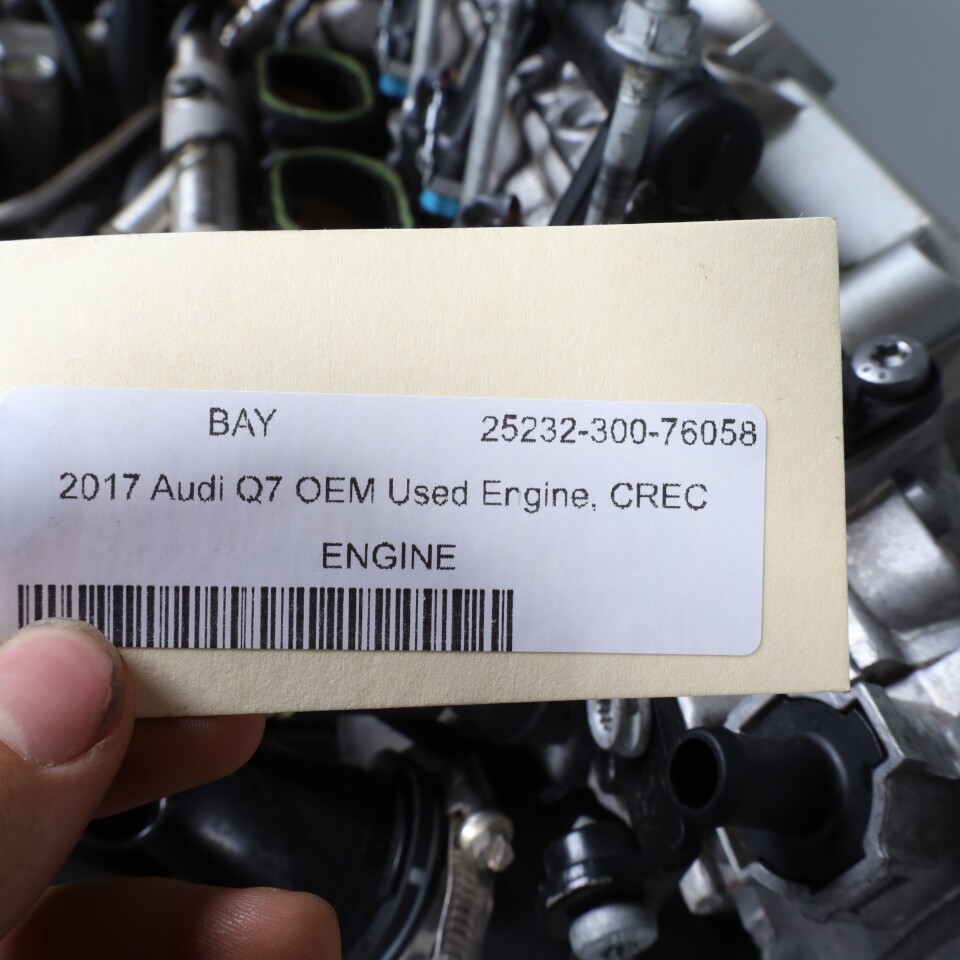 BAY 25232-300-76058
2017 Audi Q7 OEM Used Engine, CREC
ENGINE